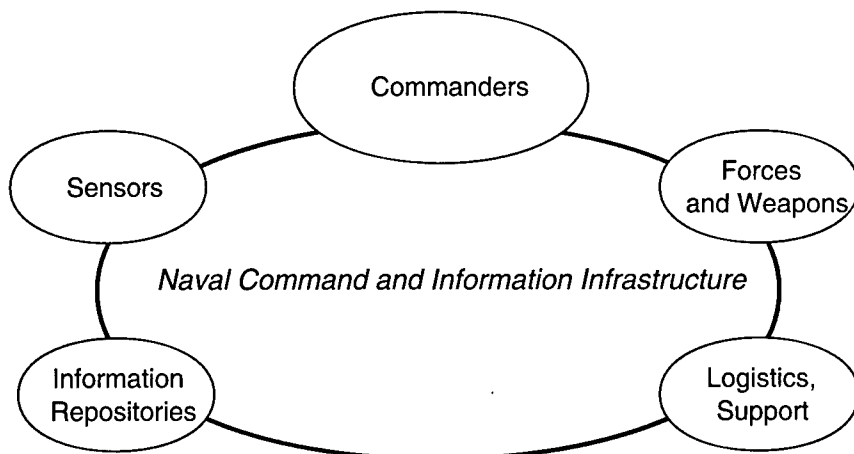 Commanders
Sensors
Forces
and Weapons
Naval Command and Information Infrastructure
Information
Repositories
Logistics,
Support